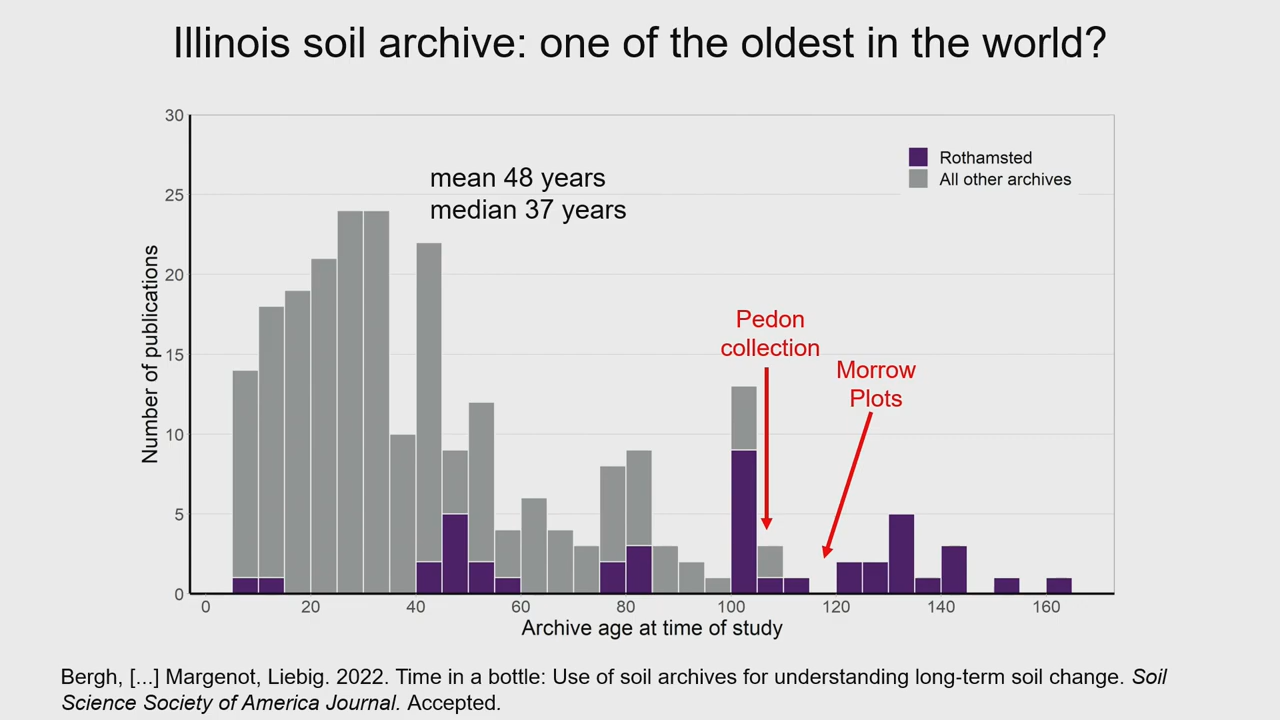 Illinois soil archive: one of the oldest in the world?
30
25
20
15
10
5
0
Number of publications
mean 48 years
median 37 years
Rothamsted
All other archives
Pedon
collection
Morrow
Plots
0 20 40 60 80 100 120 140 160
Archive age at time of study
Bergh, [...] Margenot, Liebig. 2022. Time in a bottle: Use of soil archives for understanding long-term soil change. Soil
Science Society of America Journal. Accepted.